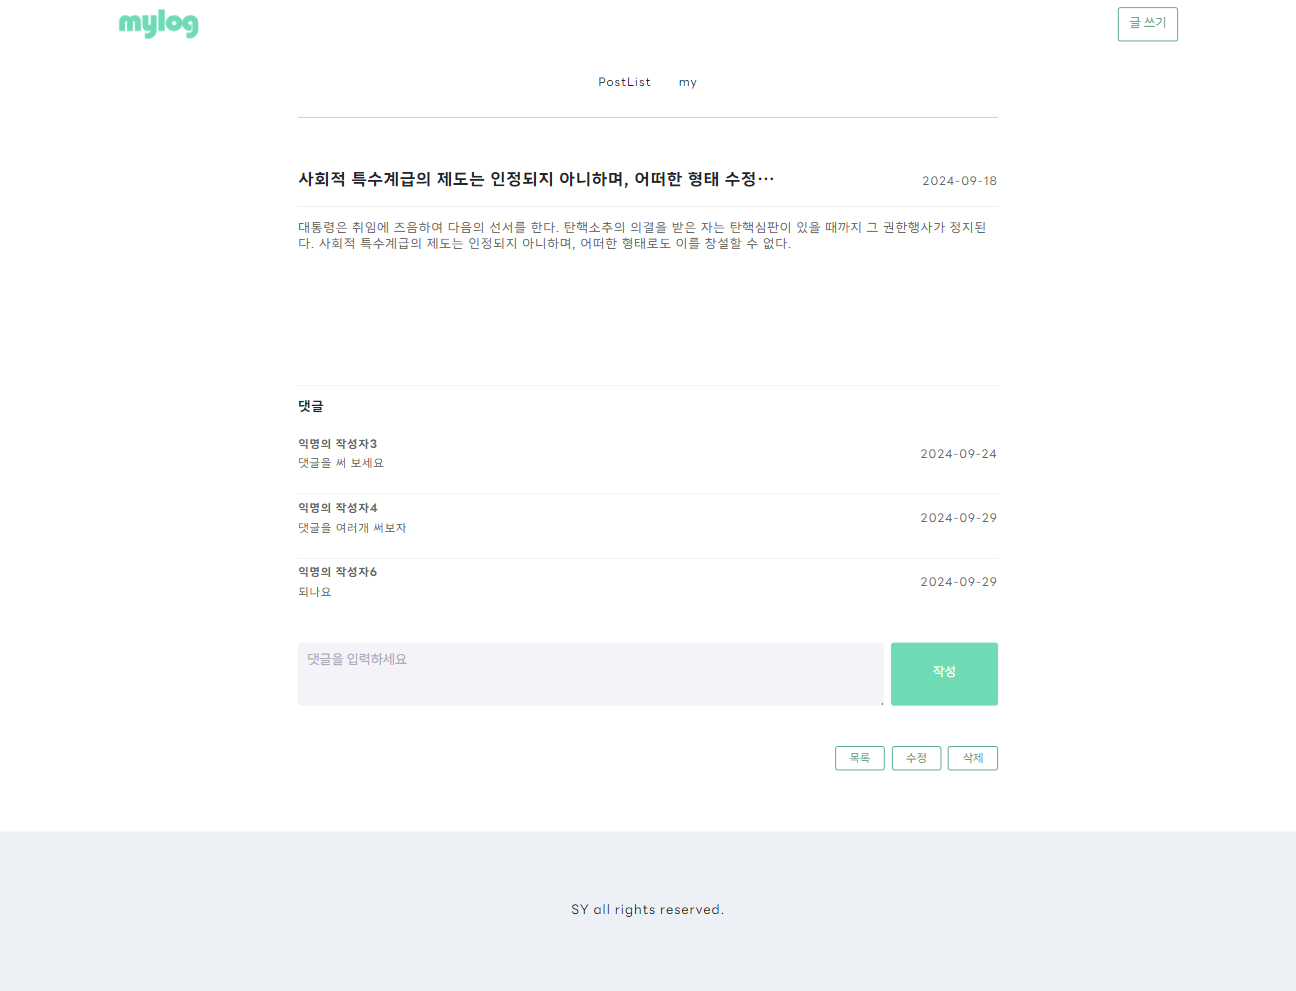 mylog
글 쓰기
PostList my
사회적 특수계급의 제도는 인정되지 아니하며, 어떠한 형태 수정···
2024-09-18
대통령은 취임에 즈음하여 다음의 선서를 한다. 탄핵소추의 의결을 받은 자는 탄핵심판이 있을 때까지 그 권한행사가 정지된
다. 사회적 특수계급의 제도는 인정되지 아니하며, 어떠한 형태로도 이를 창설할 수 없다.
댓글
익명의 작성자3
댓글을 써 보세요
2024-09-24
익명의 작성자4
댓글을 여러개 써보자
2024-09-29
익명의 작성자6
되나요
2024-09-29
댓글을 입력하세요
작성
목록 수정 삭제
SY all rights reserved.